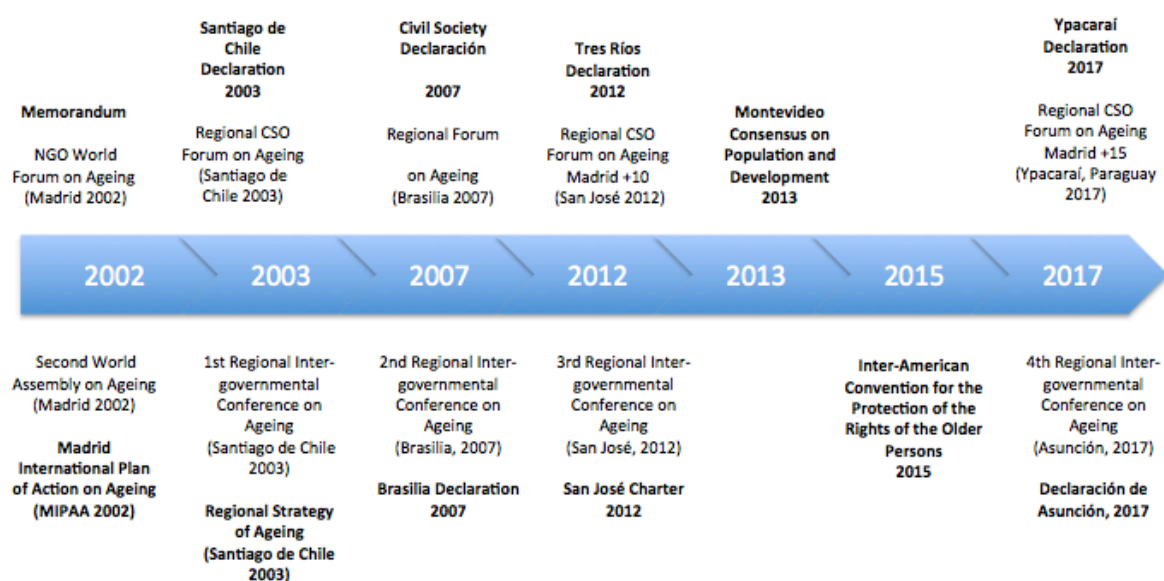 Memorandum
NGO World
Forum on Ageing
(Madrid 2002)
Santiago de
Chile
Declaration
2003
Regional CSO
Forum on Ageing
(Santiago de
Chile 2003)
Civil Society
Declaración
2007
Regional Forum
on Ageing
(Brasilia 2007)
Tres Ríos
Declaration
2012
Regional CSO
Forum on Ageing
Madrid +10
(San José 2012)
Montevideo
Consensus on
Population and
Development
2013
Ypacaraí
Declaration
2017
Regional CSO
Forum on Ageing
Madrid +15
(Ypacaraí, Paraguay
2017)
2002
2003
2007
2012
2013
2015
2017
Second World
Assembly on Ageing
(Madrid 2002)
Madrid
International Plan
of Action on Ageing
(MIPAA 2002)
1st Regional Inter-
governmental
Conference on
Ageing
(Santiago de Chile
2003)
Regional Strategy
of Ageing
(Santiago de Chile
2003)
2nd Regional Inter-
governmental
Conference on
Ageing
(Brasilia, 2007)
Brasilia Declaration
2007
3rd Regional Inter-
governmental
Conference on
Ageing
(San José, 2012)
San José Charter
2012
Inter-American
Convention for the
Protection of the
Rights of the Older
Persons
2015
4th Regional Inter-
governmental
Conference on
Ageing
(Asunción, 2017)
Declaración de
Asunción, 2017